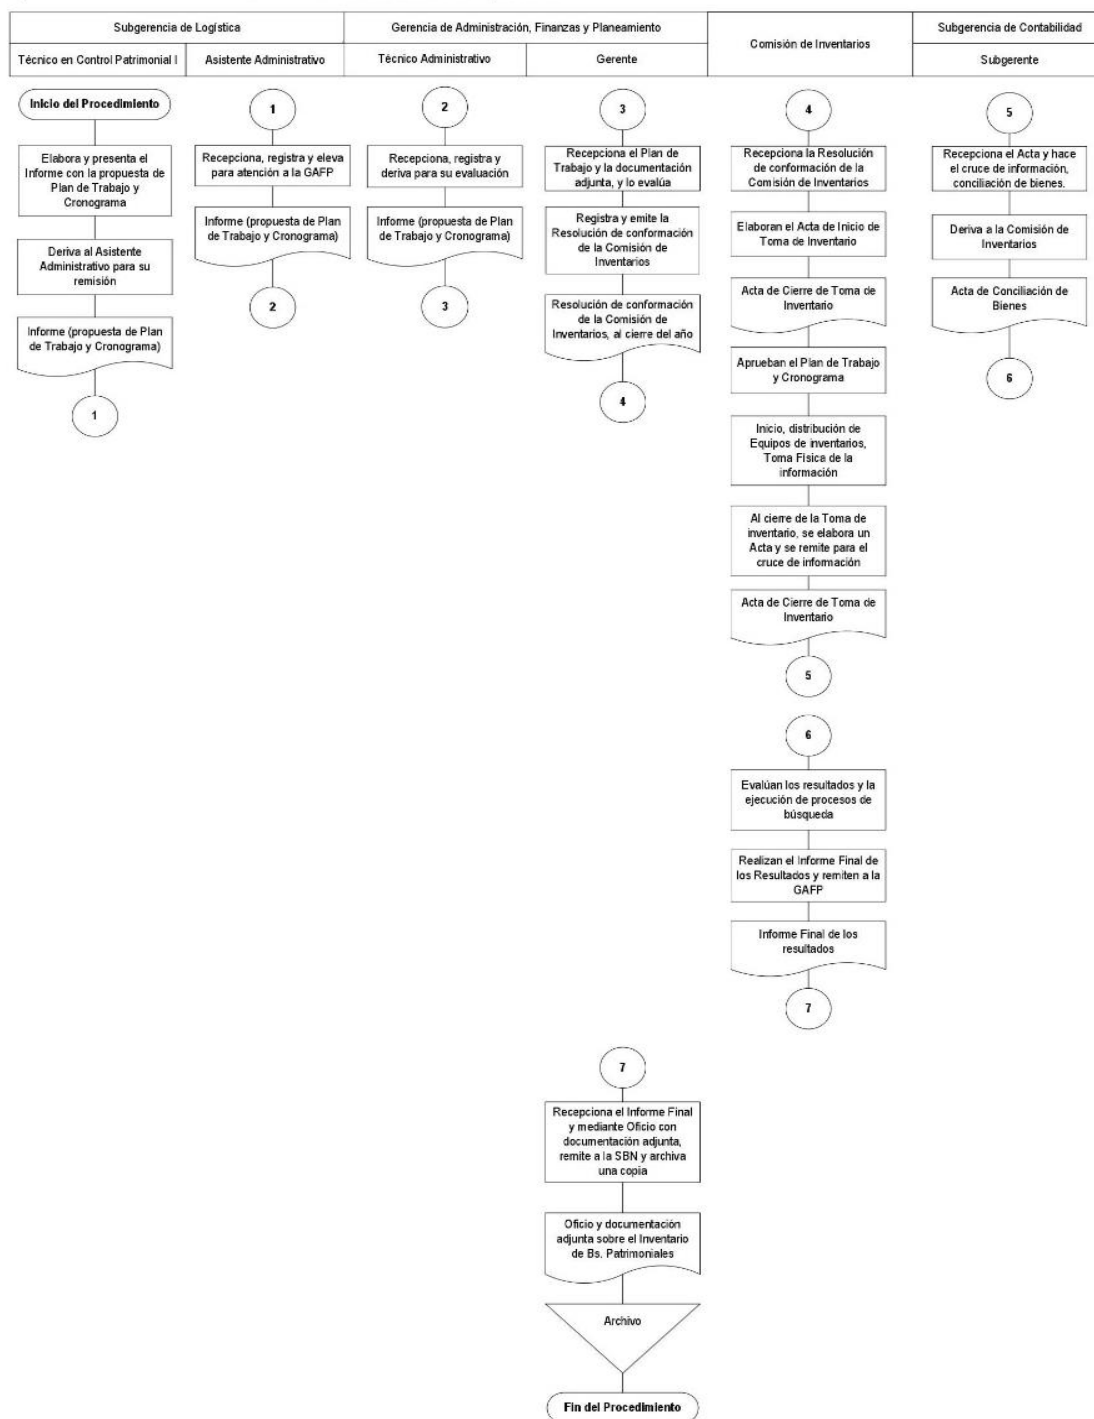 Subgerencia de Logística
Gerencia de Administración, Finanzas y Planeamiento
Comisión de Inventarios
Subgerencia de Contabilidad
Técnico en Control Patrimonial I
Asistente Administrativo
Técnico Administrativo
Gerente
Subgerente
Inicio del Procedimiento
Elabora y presenta el
Informe con la propuesta de
Plan de Trabajo y
Cronograma
Deriva al Asistente
Administrativo para su
remisión
Informe (propuesta de Plan
de Trabajo y Cronograma)
1
1
Recepciona, registra y eleva
para atención a la GAFP
Informe (propuesta de Plan
de Trabajo y Cronograma)
2
2
Recepciona, registra y
deriva para su evaluación
Informe (propuesta de Plan
de Trabajo y Cronograma)
3
3
Recepciona el Plan de
Trabajo y la documentación
adjunta, y lo evalúa
Registra y emite la
Resolución de conformación
de la Comisión de
Inventarios
Resolución de conformación
de la Comisión de
Inventarios, al cierre del año
4
4
Recepciona la Resolución
de conformación de la
Comisión de Inventarios
Elaboran el Acta de Inicio de
Toma de Inventario
Acta de Cierre de Toma de
Inventario
Aprueban el Plan de Trabajo
y Cronograma
Inicio, distribución de
Equipos de inventarios,
Toma Física de la
información
Al cierre de la Toma de
inventario, se elabora un
Acta y se remite para el
cruce de información
Acta de Cierre de Toma de
Inventario
5
5
Recepciona el Acta y hace
el cruce de información,
conciliación de bienes.
Deriva a la Comisión de
Inventarios
Acta de Conciliación de
Bienes
6
6
Evalúan los resultados y la
ejecución de procesos de
búsqueda
Realizan el Informe Final de
los Resultados y remiten a la
GAFP
Informe Final de los
resultados
7
7
Recepciona el Informe Final
y mediante Oficio con
documentación adjunta,
remite a la SBN y archiva
una copia
Oficio y documentación
adjunta sobre el Inventario
de Bs. Patrimoniales
Archivo
Fin del Procedimiento